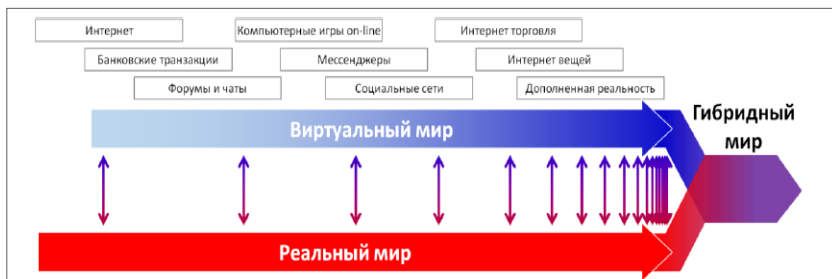 Интернет
Компьютерные игры on-line
Интернет торговля
Банковские транзакции
Мессенджеры
Интернет вещей
Форумы и чаты
Социальные сети
Дополненная реальность
Виртуальный мир
Гибридный
мир
Реальный мир